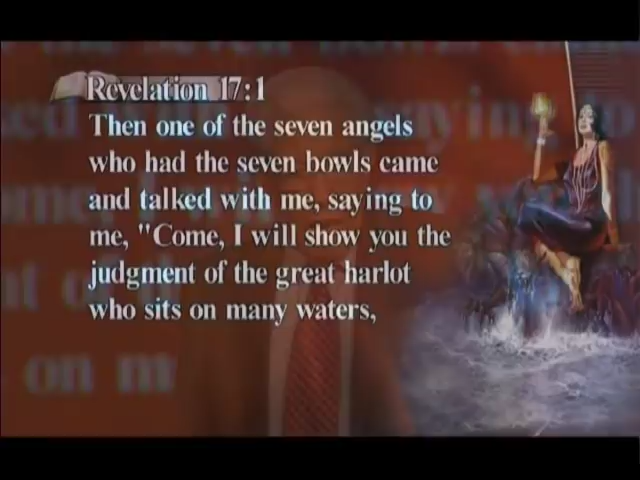 Revelation 17:1
Then one of the seven angels
who had the seven bowls came
and talked with me, saying to
me, "Come, I will show you the
judgment of the great harlot
who sits on many waters,